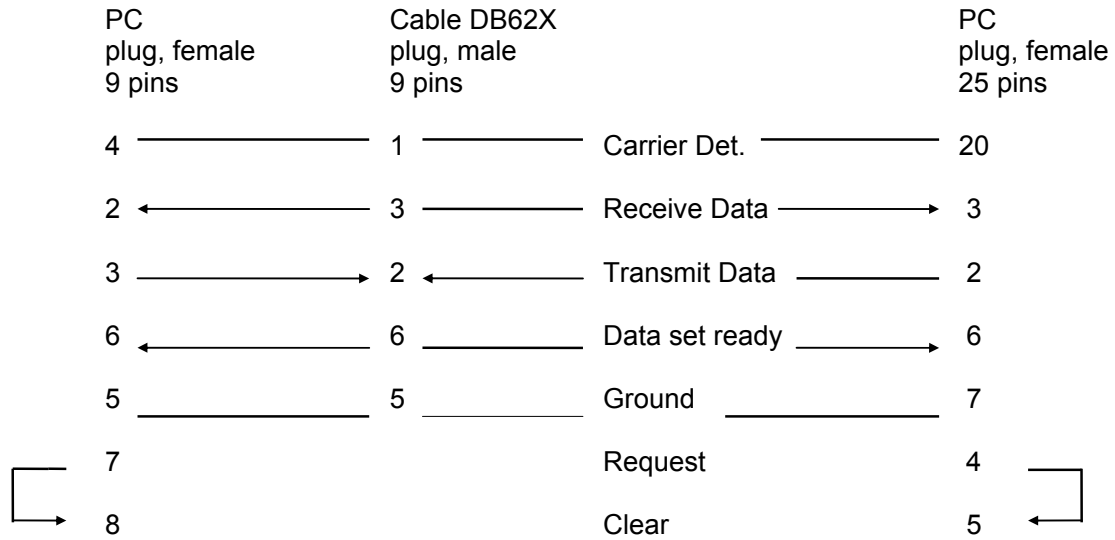 PC Cable DB62X PC
plug, female plug, male plug, female
9 pins 9 pins 25 pins
4 1 Carrier Det. 20
2 3 Receive Data 3
3 2 Transmit Data 2
6 6 Data set ready 6
5 5 Ground 7
7 Request 4
8 Clear 5